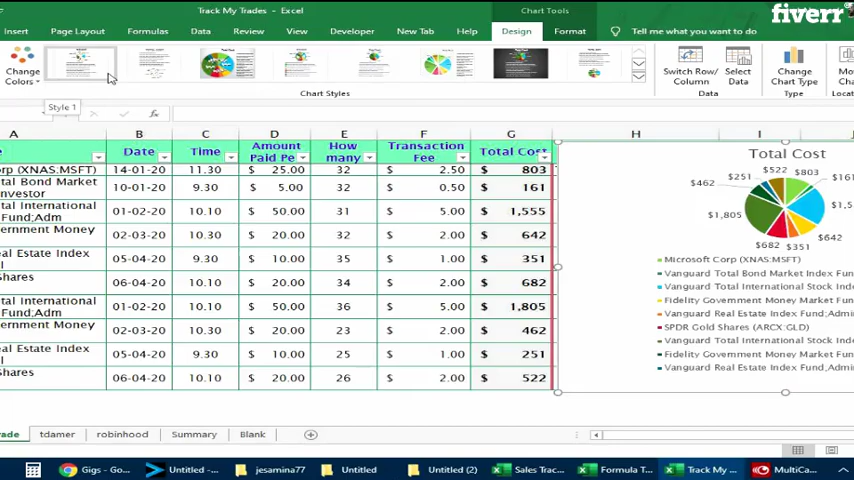 Track My Trades - Excel
Chart Tools
fiverr
Insert Page Layout Formulas Data Review View Developer New Tab Help Design Format Tell me what you want to do
Change
Colors
Switch Row/
Column
Select
Data
Change
Chart Type
Chart Styles
Data
Type
Style 1
fx
A B C D E F G H I
Date
Time
Amount
How
many
Transaction
Fee
Total Cost
Corp (XNAS:MSFT) 14-01-20 11.30 $ 25.00 32 $ 2.50 $ 803
otal Bond Market
nvestor
10-01-20 9.30 $ 5.00 32 $ 0.50 $ 161
otal International
Fund;Adm
01-02-20 10.10 $ 50.00 31 $ 5.00 $ 1,555
ernment Money
02-03-20 10.30 $ 20.00 32 $ 2.00 $ 642
eal Estate Index
05-04-20 9.30 $ 10.00 35 $ 1.00 $ 351
Shares
06-04-20 10.10 $ 20.00 34 $ 2.00 $ 682
otal International
Fund;Adm
01-02-20 10.10 $ 50.00 36 $ 5.00 $ 1,805
ernment Money
02-03-20 10.30 $ 20.00 23 $ 2.00 $ 462
eal Estate Index
05-04-20 9.30 $ 10.00 25 $ 1.00 $ 251
Shares
06-04-20 10.10 $ 20.00 26 $ 2.00 $ 522
Total Cost
$522 $803
$251 $161
$462
$1,805
$642
$682 $351
Microsoft Corp (XNAS:MSFT)
Vanguard Total Bond Market Index Fun
Vanguard Total International Stock Inde
Fidelity Government Money Market Fun
Vanguard Real Estate Index Fund;Admi
SPDR Gold Shares (ARCX:GLD)
Vanguard Total International Stock Inde
Fidelity Government Money Market Fun
Vanguard Real Estate Index Fund;Adm
rade tdamer robinhood Summary Blank
Gigs - Go... Untitled -... jesamina77 Untitled Untitled (2) Sales Trac... Formula T... Track My ... MultiCa...